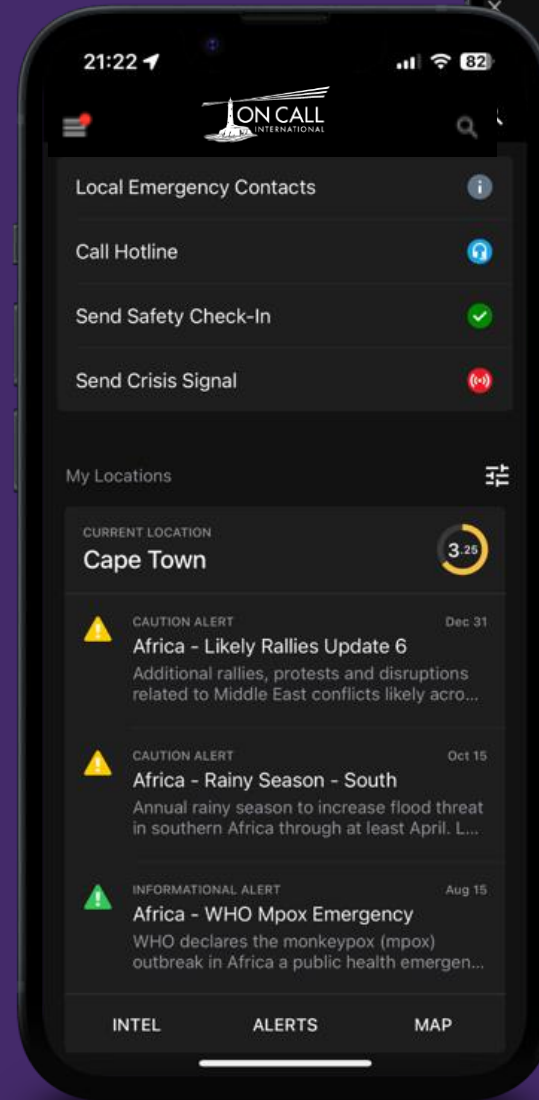 21:22
82
ON CALL
INTERNATIONAL
Local Emergency Contacts
Call Hotline
Send Safety Check-In
Send Crisis Signal
My Locations
CURRENT LOCATION
Cape Town
3.25
CAUTION ALERT Dec 31
Africa - Likely Rallies Update 6
Additional rallies, protests and disruptions
related to Middle East conflicts likely acro...
CAUTION ALERT Oct 15
Africa - Rainy Season - South
Annual rainy season to increase flood threat
in southern Africa through at least April. L...
INFORMATIONAL ALERT Aug 15
Africa - WHO Mpox Emergency
WHO declares the monkeypox (mpox)
outbreak in Africa a public health emergen...
INTEL ALERTS MAP